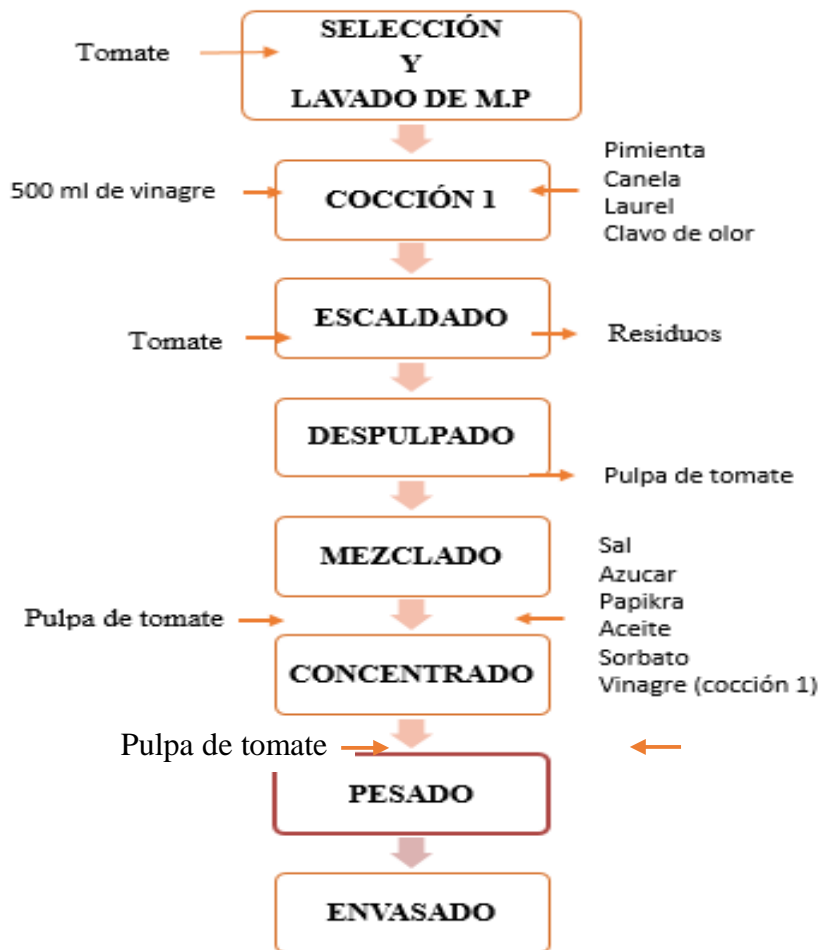 SELECCIÓN
Y
LAVADO DE M.P
Tomate
500 ml de vinagre
COCCIÓN 1
Pimienta
Canela
Laurel
Clavo de olor
Tomate
ESCALDADO
Residuos
DESPULPADO
Pulpa de tomate
MEZCLADO
Pulpa de tomate
Sal
Azucar
Papikra
Aceite
Sorbato
Vinagre (cocción 1)
CONCENTRADO
Pulpa de tomate
PESADO
ENVASADO